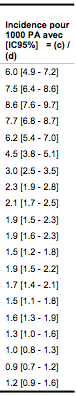 Incidence pour
1000 PA avec
[IC95%] = (c) /
(d)
6.0 [4.9 - 7.2]
7.5 [6.4 - 8.6]
8.6 [7.6 - 9.7]
7.7 [6.8 - 8.7]
6.2 [5.4 - 7.0]
4.5 [3.8 - 5.1]
3.0 [2.5 - 3.5]
2.3 [1.9 - 2.8]
2.1 [1.7 - 2.5]
1.9 [1.5 - 2.3]
1.9 [1.6 - 2.3]
1.5 [1.2 - 1.8]
1.9 [1.5 - 2.2]
1.7 [1.4 - 2.1]
1.5 [1.1 - 1.8]
1.6 [1.3 - 1.9]
1.3 [1.0 - 1.6]
1.0 [0.8 - 1.3]
0.9 [0.7 - 1.2]
1.2 [0.9 - 1.6]